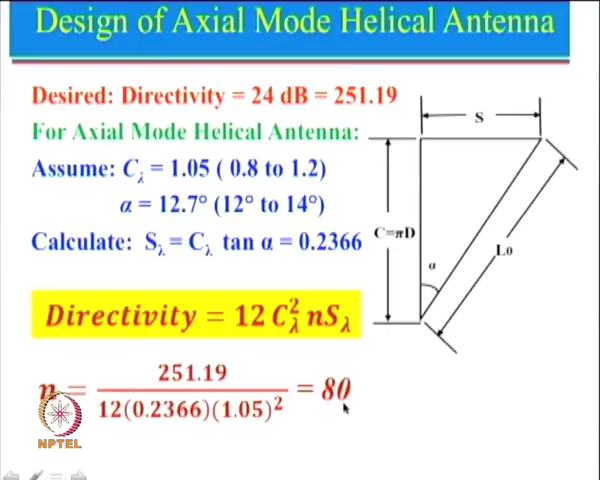 Design of Axial Mode Helical Antenna
Desired: Directivity = 24 dB = 251.19
For Axial Mode Helical Antenna:
Assume: Cλ = 1.05 ( 0.8 to 1.2)
α = 12.7° (12° to 14°)
Calculate: Sλ = Cλ tan α = 0.2366
S
C=πD
α
L₀
Directivity = 12 Cλ² nSλ
n = 251.19 / 12(0.2366)(1.05)² = 80
NPTEL